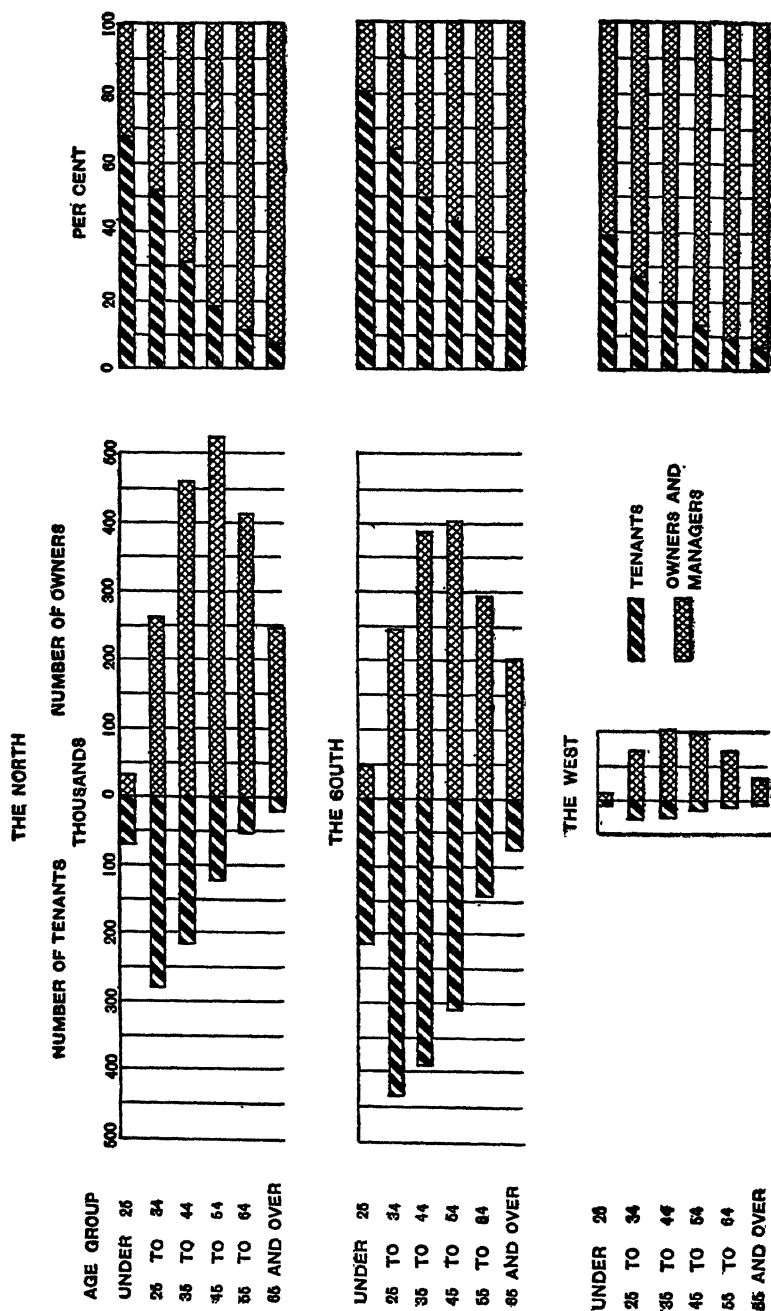 THE NORTH
NUMBER OF TENANTS NUMBER OF OWNERS
AGE GROUP THOUSANDS PER CENT
500 400 300 200 100 0 100 200 300 400 500 0 20 40 60 80 100
UNDER 25
25 TO 34
35 TO 44
45 TO 54
55 TO 64
65 AND OVER
THE SOUTH
UNDER 25
25 TO 34
35 TO 44
45 TO 54
55 TO 64
65 AND OVER
THE WEST
UNDER 25
25 TO 34
35 TO 44
45 TO 54
55 TO 64
65 AND OVER
TENANTS
OWNERS AND
MANAGERS